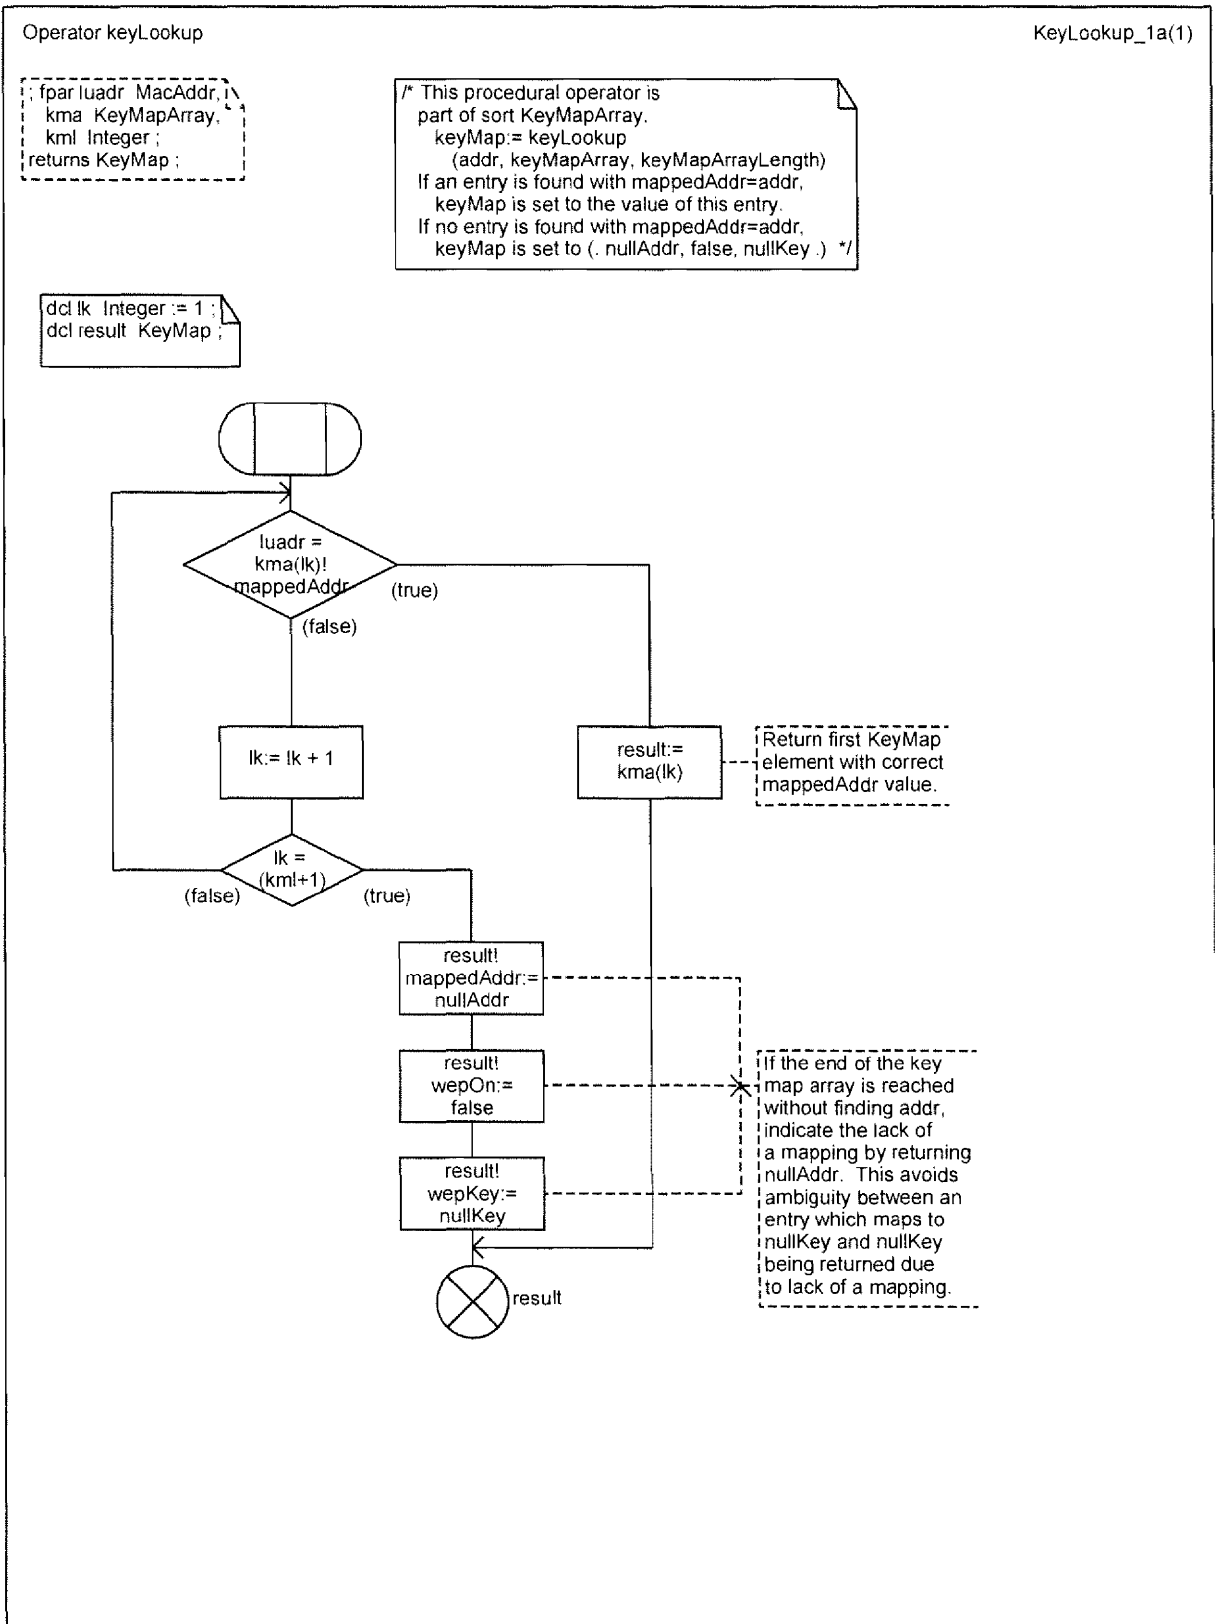 Operator keyLookup
KeyLookup_1a(1)
; fpar luadr MacAddr,
kma KeyMapArray,
kml Integer ;
returns KeyMap ;
/* This procedural operator is
part of sort KeyMapArray.
keyMap:= keyLookup
(addr, keyMapArray, keyMapArrayLength)
If an entry is found with mappedAddr=addr,
keyMap is set to the value of this entry.
If no entry is found with mappedAddr=addr,
keyMap is set to (. nullAddr, false, nullKey .) */
dcl lk Integer := 1 ;
dcl result KeyMap ;
luadr =
kma(lk)!
mappedAddr
(true)
(false)
lk:= lk + 1
result:=
kma(lk)
Return first KeyMap
element with correct
mappedAddr value.
lk =
(kml+1)
(false)
(true)
result!
mappedAddr:=
nullAddr
result!
wepOn:=
false
result!
wepKey:=
nullKey
If the end of the key
map array is reached
without finding addr,
indicate the lack of
a mapping by returning
nullAddr. This avoids
ambiguity between an
entry which maps to
nullKey and nullKey
being returned due
to lack of a mapping.
result